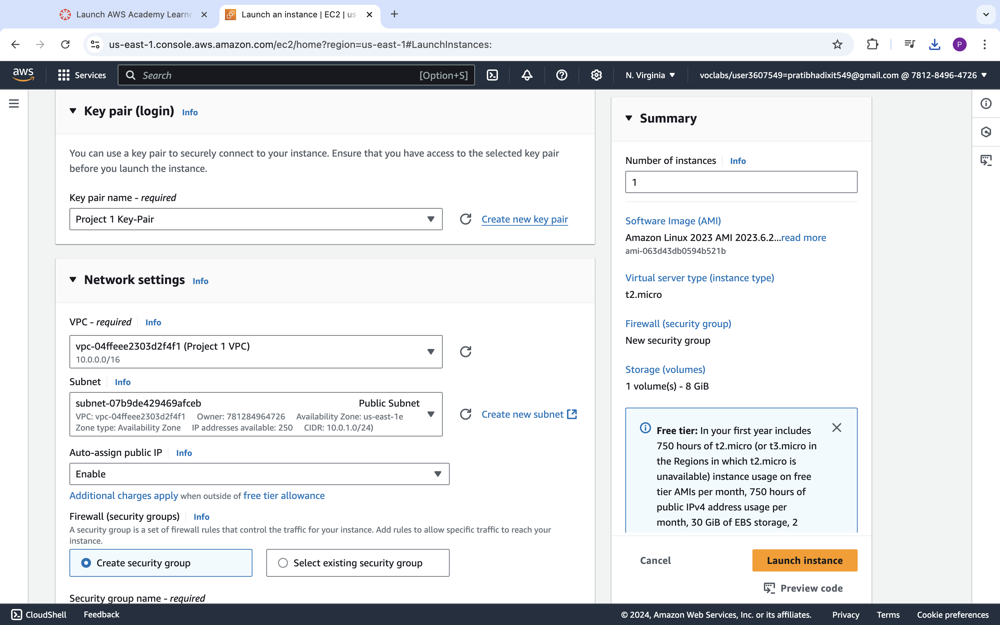 Launch AWS Academy Learne
Launch an instance | EC2 | us-
us-east-1.console.aws.amazon.com/ec2/home?region=us-east-1#LaunchInstances:
P
aws
Services
Search
[Option+S]
N. Virginia
voclabs/user3607549=pratibhadixit549@gmail.com @ 7812-8496-4726
Key pair (login) Info
You can use a key pair to securely connect to your instance. Ensure that you have access to the selected key pair
before you launch the instance.
Key pair name - required
Project 1 Key-Pair
Create new key pair
Network settings Info
VPC - required Info
vpc-04ffeee2303d2f4f1 (Project 1 VPC)
10.0.0.0/16
Subnet Info
subnet-07b9de429469afceb Public Subnet
VPC: vpc-04ffeee2303d2f4f1 Owner: 781284964726 Availability Zone: us-east-1e
Zone type: Availability Zone IP addresses available: 250 CIDR: 10.0.1.0/24)
Create new subnet
Auto-assign public IP Info
Enable
Additional charges apply when outside of free tier allowance
Firewall (security groups) Info
A security group is a set of firewall rules that control the traffic for your instance. Add rules to allow specific traffic to reach your
instance.
Create security group
Select existing security group
Security group name - required
Summary
Number of instances Info
1
Software Image (AMI)
Amazon Linux 2023 AMI 2023.6.2...read more
ami-063d43db0594b521b
Virtual server type (instance type)
t2.micro
Firewall (security group)
New security group
Storage (volumes)
1 volume(s) - 8 GiB
Free tier: In your first year includes
750 hours of t2.micro (or t3.micro in
the Regions in which t2.micro is
unavailable) instance usage on free
tier AMIs per month, 750 hours of
public IPv4 address usage per
month, 30 GiB of EBS storage, 2
Cancel
Launch instance
Preview code
CloudShell
Feedback
© 2024, Amazon Web Services, Inc. or its affiliates.
Privacy
Terms
Cookie preferences